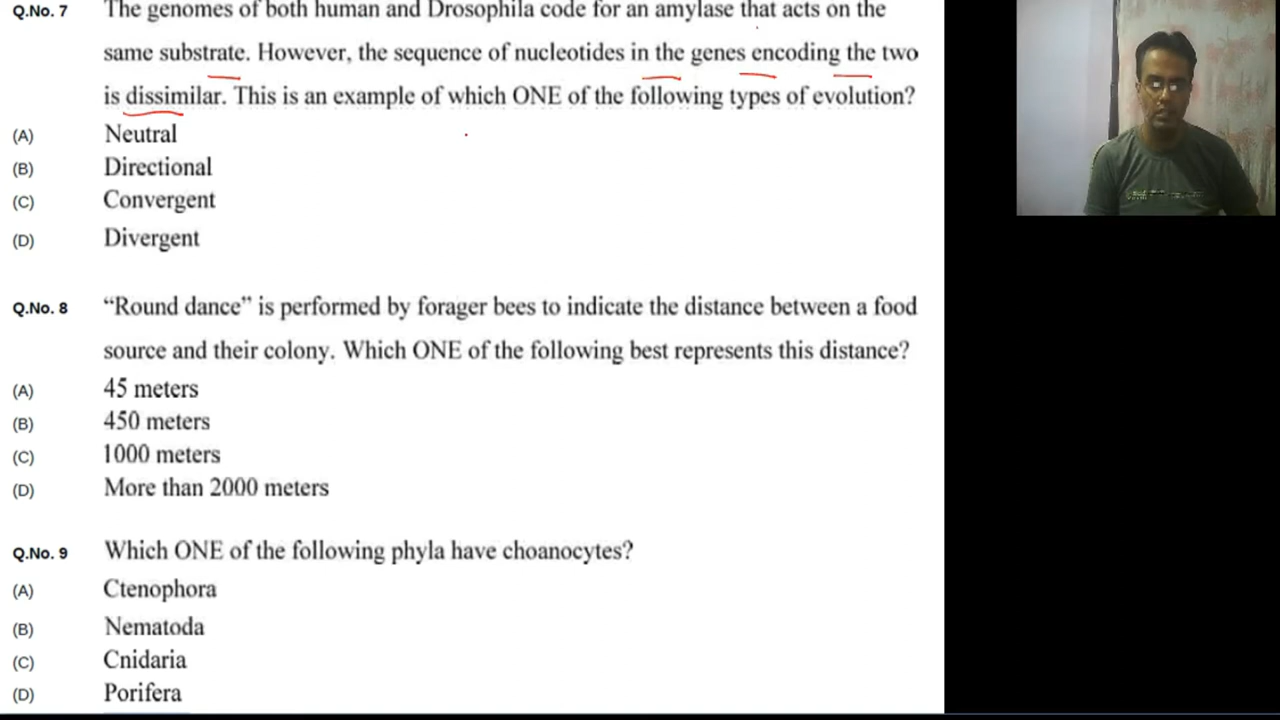 Q.No. 7 The genomes of both human and Drosophila code for an amylase that acts on the
same substrate. However, the sequence of nucleotides in the genes encoding the two
is dissimilar. This is an example of which ONE of the following types of evolution?
(A) Neutral
(B) Directional
(C) Convergent
(D) Divergent
Q.No. 8 “Round dance” is performed by forager bees to indicate the distance between a food
source and their colony. Which ONE of the following best represents this distance?
(A) 45 meters
(B) 450 meters
(C) 1000 meters
(D) More than 2000 meters
Q.No. 9 Which ONE of the following phyla have choanocytes?
(A) Ctenophora
(B) Nematoda
(C) Cnidaria
(D) Porifera